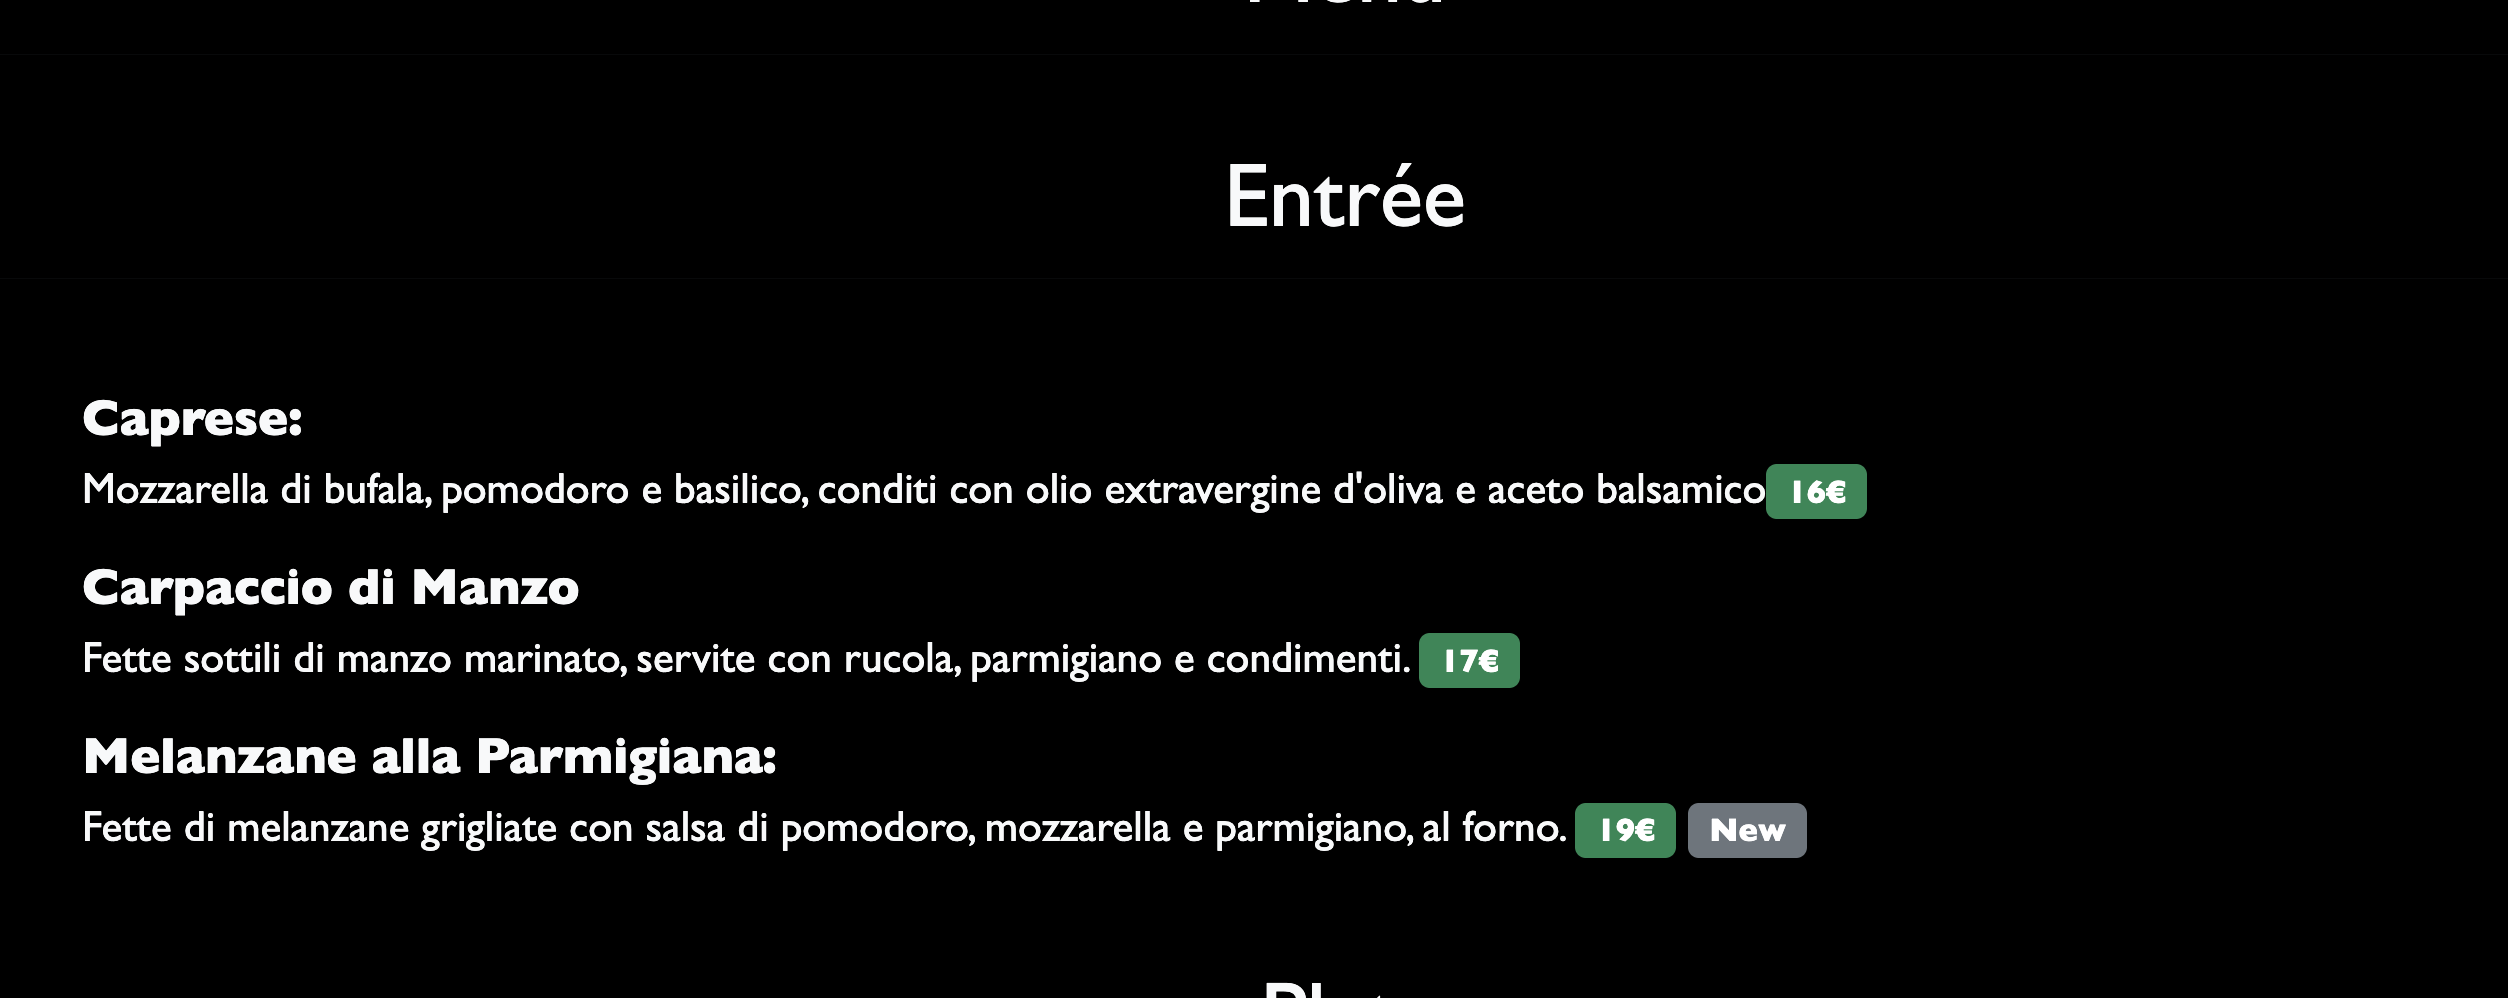 Entrée
Caprese:
Mozzarella di bufala, pomodoro e basilico, conditi con olio extravergine d'oliva e aceto balsamico 16€
Carpaccio di Manzo
Fette sottili di manzo marinato, servite con rucola, parmigiano e condimenti. 17€
Melanzane alla Parmigiana:
Fette di melanzane grigliate con salsa di pomodoro, mozzarella e parmigiano, al forno. 19€ New